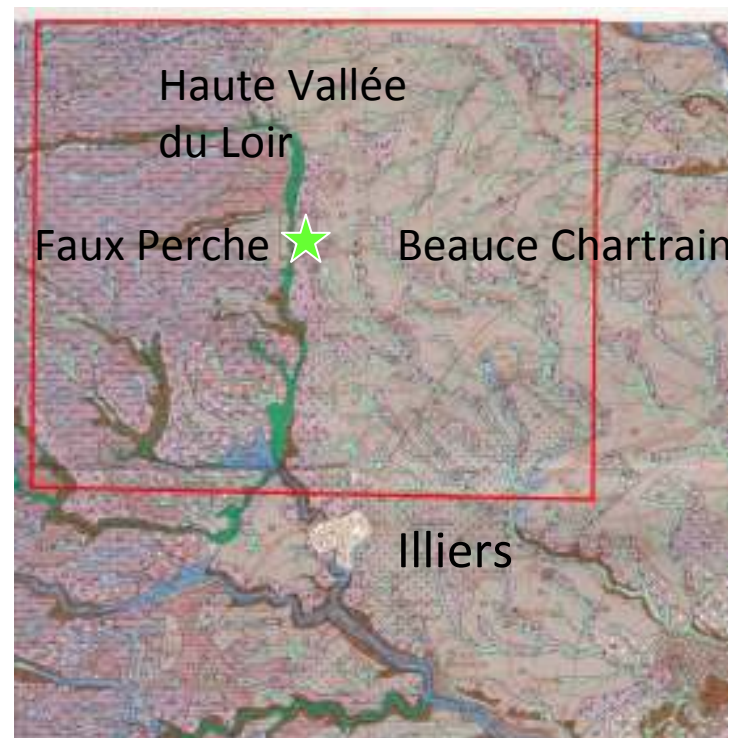 Haute Vallée
du Loir
Faux Perche
Beauce Chartrain
Illiers